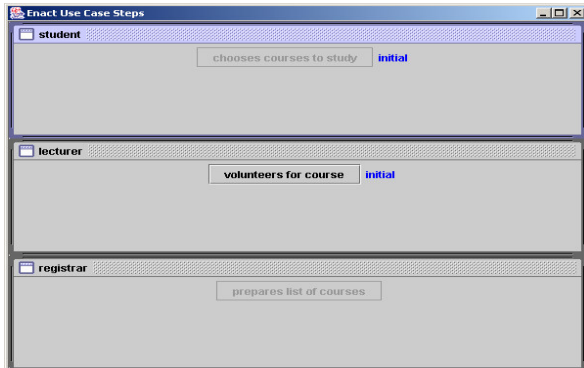 Enact Use Case Steps
student
chooses courses to study initial
lecturer
volunteers for course initial
registrar
prepares list of courses